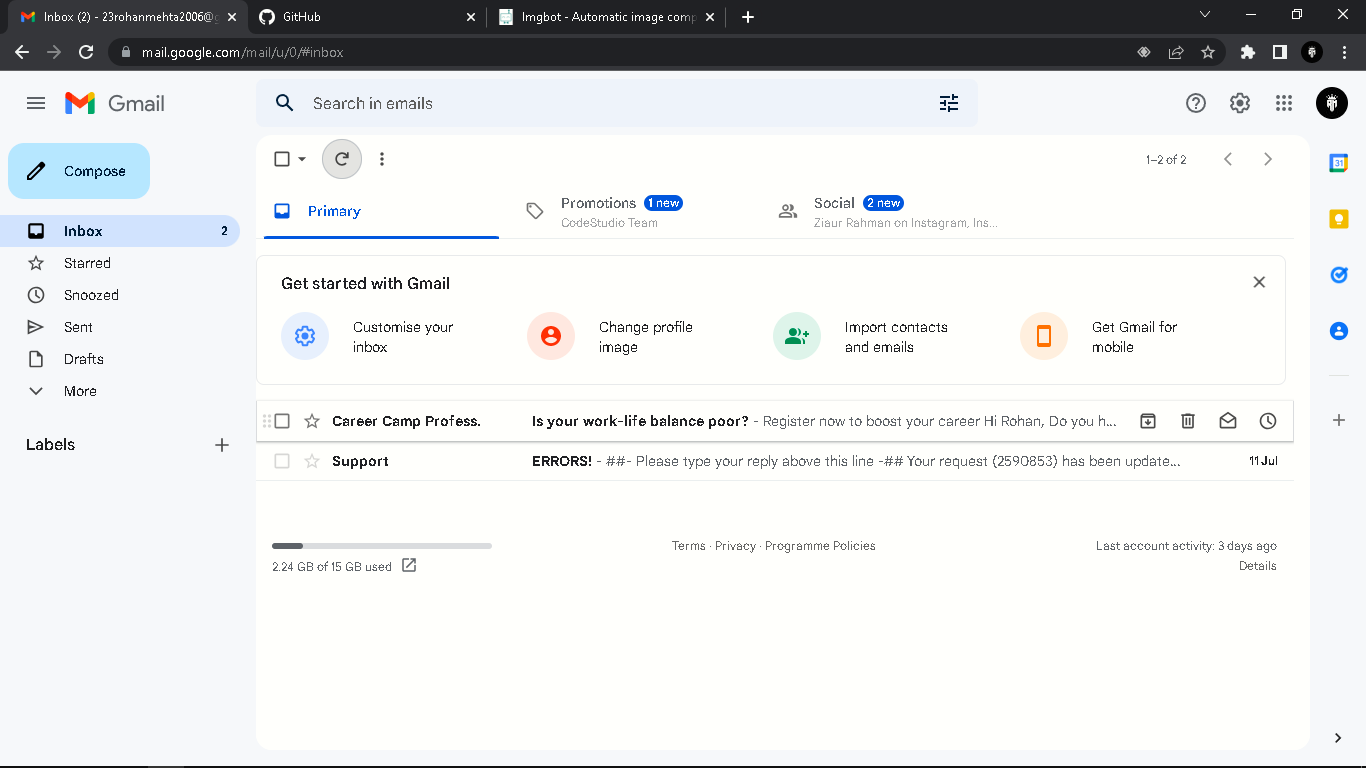 Inbox (2) - 23rohanmehta2006@g
GitHub
Imgbot - Automatic image comp
mail.google.com/mail/u/0/#inbox
Gmail
Search in emails
Compose
1–2 of 2
Primary
Promotions 1 new
CodeStudio Team
Social 2 new
Ziaur Rahman on Instagram, Ins...
31
Inbox 2
Starred
Snoozed
Sent
Drafts
More
Labels
Get started with Gmail
Customise your
inbox
Change profile
image
Import contacts
and emails
Get Gmail for
mobile
Career Camp Profess. Is your work-life balance poor? - Register now to boost your career Hi Rohan, Do you h...
Support ERRORS! - ##- Please type your reply above this line -## Your request (2590853) has been update... 11 Jul
2.24 GB of 15 GB used
Terms · Privacy · Programme Policies
Last account activity: 3 days ago
Details